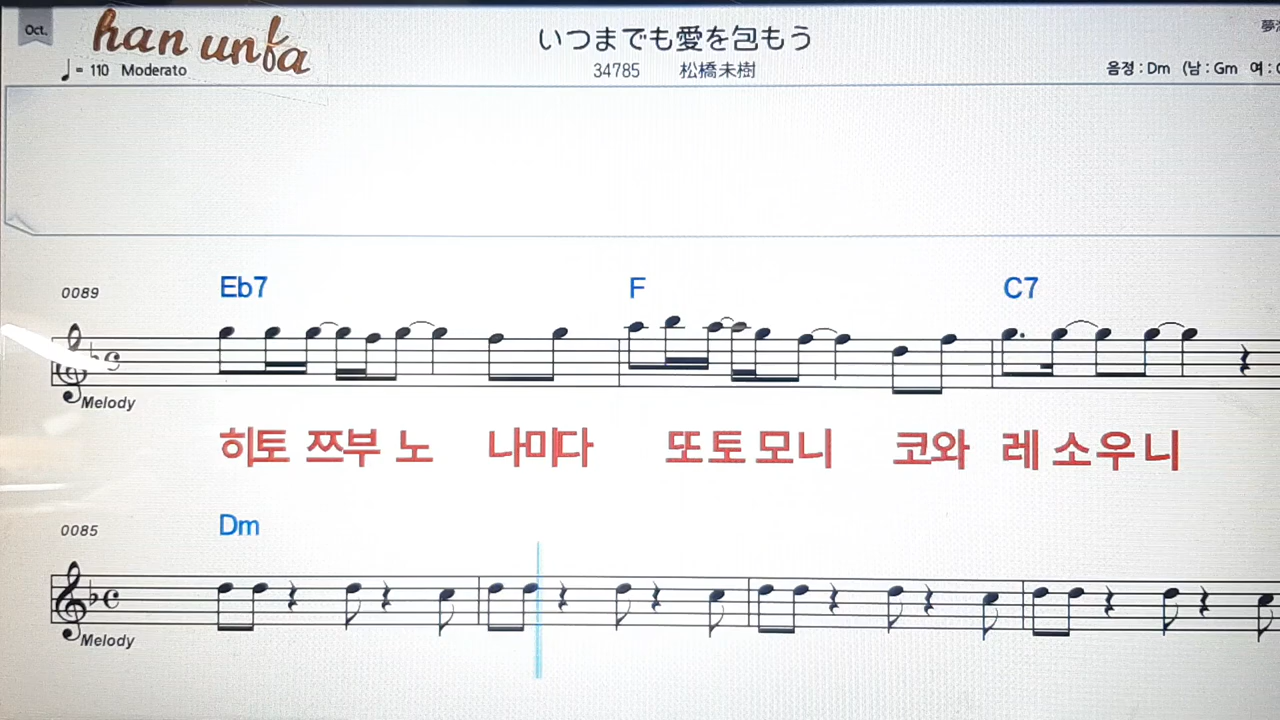 Oct.
han unfa
いつまでも愛を包もう
夢
= 110 Moderato
34785 松橋未樹
음정 : Dm (남 : Gm 여 :
0089
Eb7 F C7
Melody
히토 쯔부 노 나미다 또토 모니 코와 레 소우니
0085
Dm
Melody